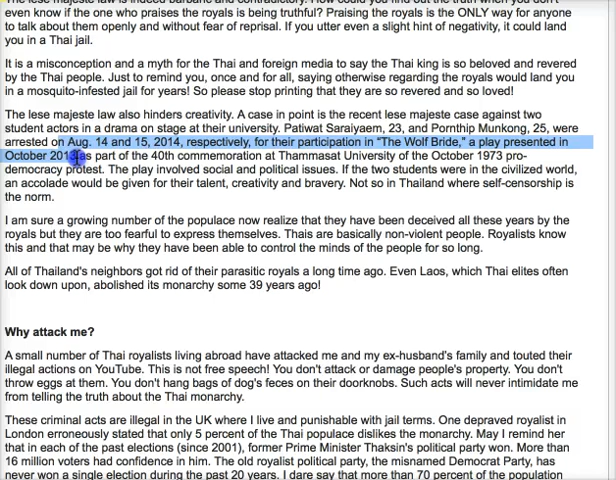 The lese majeste law is indeed barbaric and contradictory. How could you find out the truth when you don't
even know if the one who praises the royals is being truthful? Praising the royals is the ONLY way for anyone
to talk about them openly and without fear of reprisal. If you utter even a slight hint of negativity, it could land
you in a Thai jail.
It is a misconception and a myth for the Thai and foreign media to say the Thai king is so beloved and revered
by the Thai people. Just to remind you, once and for all, saying otherwise regarding the royals would land you
in a mosquito-infested jail for years! So please stop printing that they are so revered and so loved!
The lese majeste law also hinders creativity. A case in point is the recent lese majeste case against two
student actors in a drama on stage at their university. Patiwat Saraiyaem, 23, and Pornthip Munkong, 25, were
arrested on Aug. 14 and 15, 2014, respectively, for their participation in "The Wolf Bride," a play presented in
October 2013 as part of the 40th commemoration at Thammasat University of the October 1973 pro-
democracy protest. The play involved social and political issues. If the two students were in the civilized world,
an accolade would be given for their talent, creativity and bravery. Not so in Thailand where self-censorship is
the norm.
I am sure a growing number of the populace now realize that they have been deceived all these years by the
royals but they are too fearful to express themselves. Thais are basically non-violent people. Royalists know
this and that may be why they have been able to control the minds of the people for so long.
All of Thailand's neighbors got rid of their parasitic royals a long time ago. Even Laos, which Thai elites often
look down upon, abolished its monarchy some 39 years ago!
Why attack me?
A small number of Thai royalists living abroad have attacked me and my ex-husband's family and touted their
illegal actions on YouTube. This is not free speech! You don't attack or damage people's property. You don't
throw eggs at them. You don't hang bags of dog's feces on their doorknobs. Such acts will never intimidate me
from telling the truth about the Thai monarchy.
These criminal acts are illegal in the UK where I live and punishable with jail terms. One depraved royalist in
London erroneously stated that only 5 percent of the Thai populace dislikes the monarchy. May I remind her
that in each of the past elections (since 2001), former Prime Minister Thaksin's political party won. More than
16 million voters had confidence in him. The old royalist political party, the misnamed Democrat Party, has
never won a single election during the past 20 years. I dare say that more than 70 percent of the population